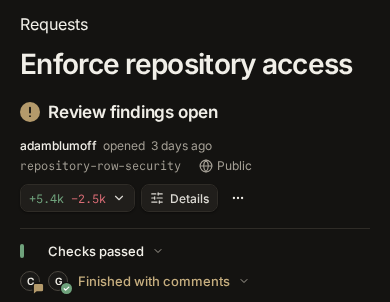 Requests
Enforce repository access
! Review findings open
adamblumoff opened 3 days ago
repository-row-security Public
+5.4k −2.5k Details ···
Checks passed
C G Finished with comments